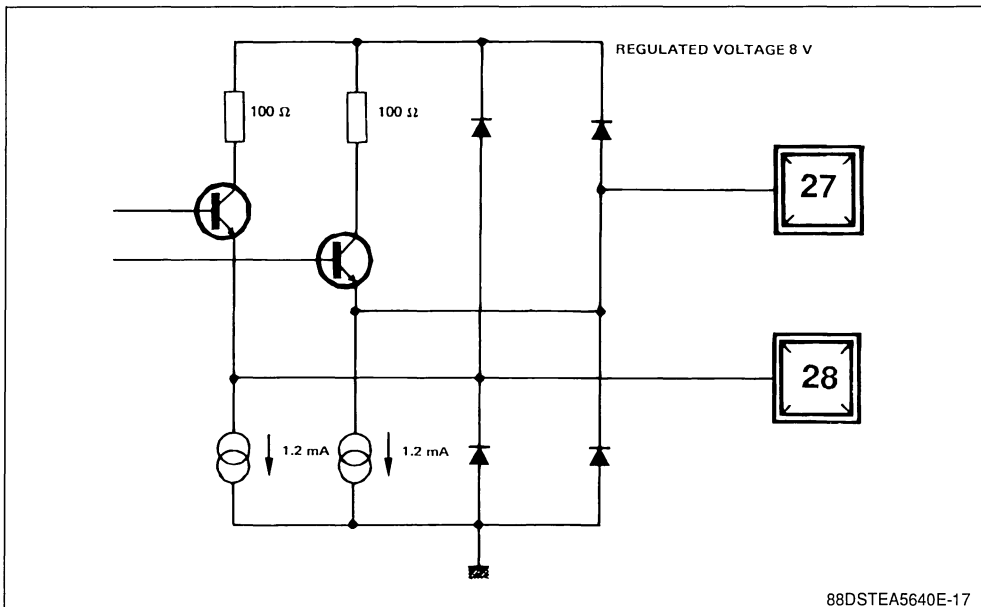 REGULATED VOLTAGE 8 V
100 Ω
100 Ω
27
28
1.2 mA
1.2 mA
88DSTEA5640E-17